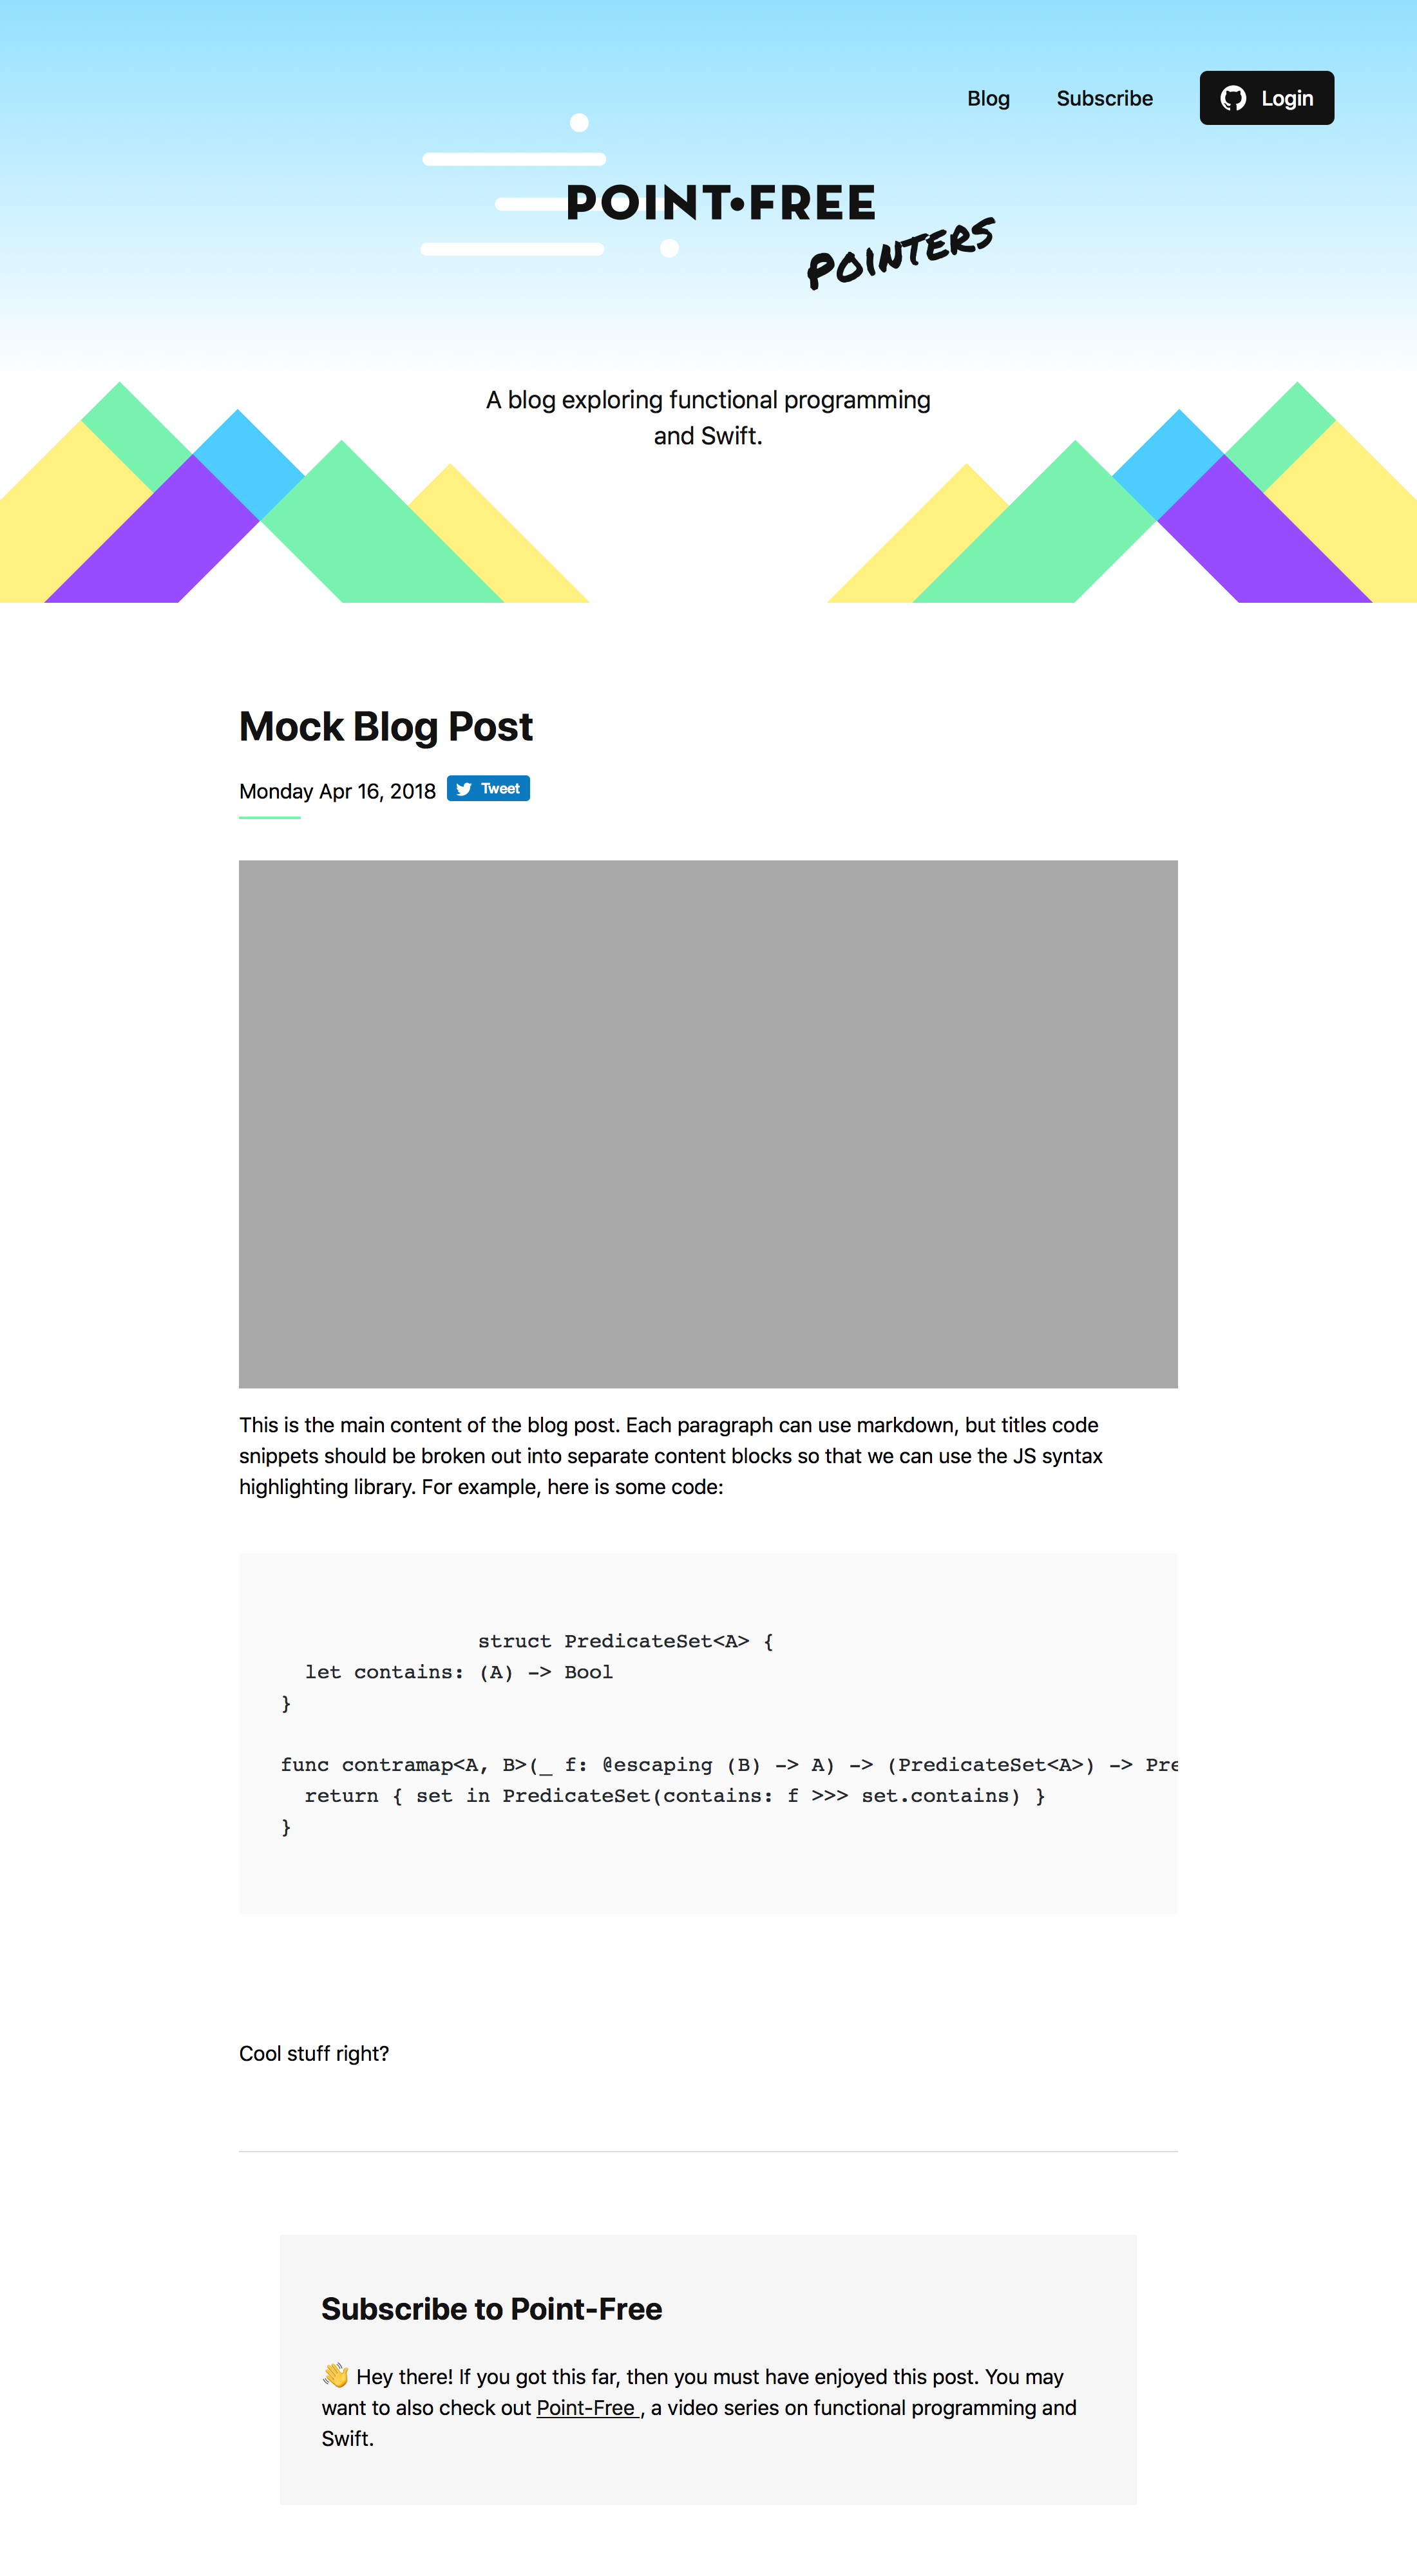 Blog Subscribe Login
POINT•FREE
POINTERS
A blog exploring functional programming
and Swift.
Mock Blog Post
Monday Apr 16, 2018 Tweet
This is the main content of the blog post. Each paragraph can use markdown, but titles code
snippets should be broken out into separate content blocks so that we can use the JS syntax
highlighting library. For example, here is some code:
struct PredicateSet<A> {
let contains: (A) -> Bool
}
func contramap<A, B>(_ f: @escaping (B) -> A) -> (PredicateSet<A>) -> Pre
return { set in PredicateSet(contains: f >>> set.contains) }
}
Cool stuff right?
Subscribe to Point-Free
👋 Hey there! If you got this far, then you must have enjoyed this post. You may
want to also check out Point-Free , a video series on functional programming and
Swift.